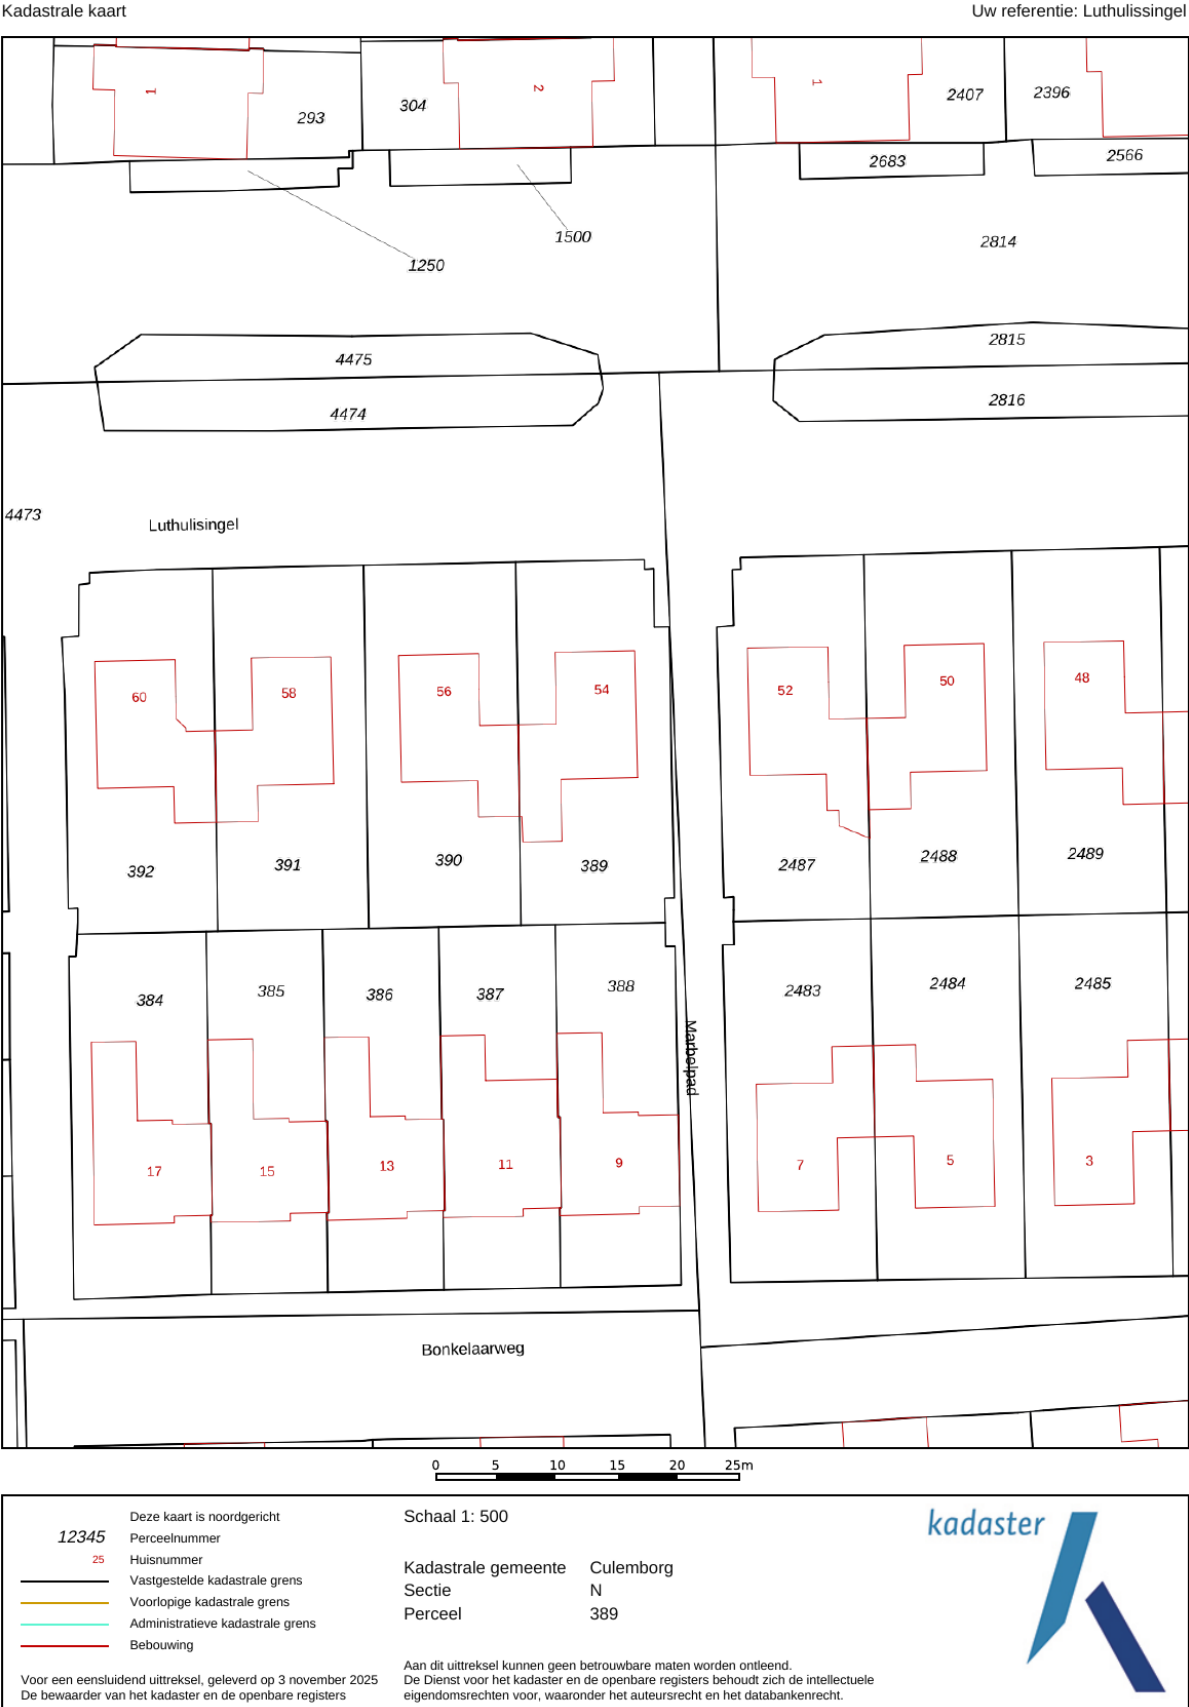 Kadastrale kaart
Uw referentie: Luthulissingel
1
293
304
2
1
2407
2396
2683
2566
1500
1250
2814
4475
2815
4474
2816
4473
Luthulisingel
60
58
56
54
52
50
48
392
391
390
389
2487
2488
2489
384
385
386
387
388
2483
2484
2485
Marbelpad
17
15
13
11
9
7
5
3
Bonkelaarweg
0 5 10 15 20 25m
Deze kaart is noordgericht
12345 Perceelnummer
25 Huisnummer
Vastgestelde kadastrale grens
Voorlopige kadastrale grens
Administratieve kadastrale grens
Bebouwing
Voor een eensluidend uittreksel, geleverd op 3 november 2025
De bewaarder van het kadaster en de openbare registers
Schaal 1: 500
Kadastrale gemeente Culemborg
Sectie N
Perceel 389
Aan dit uittreksel kunnen geen betrouwbare maten worden ontleend.
De Dienst voor het kadaster en de openbare registers behoudt zich de intellectuele
eigendomsrechten voor, waaronder het auteursrecht en het databankenrecht.
kadaster